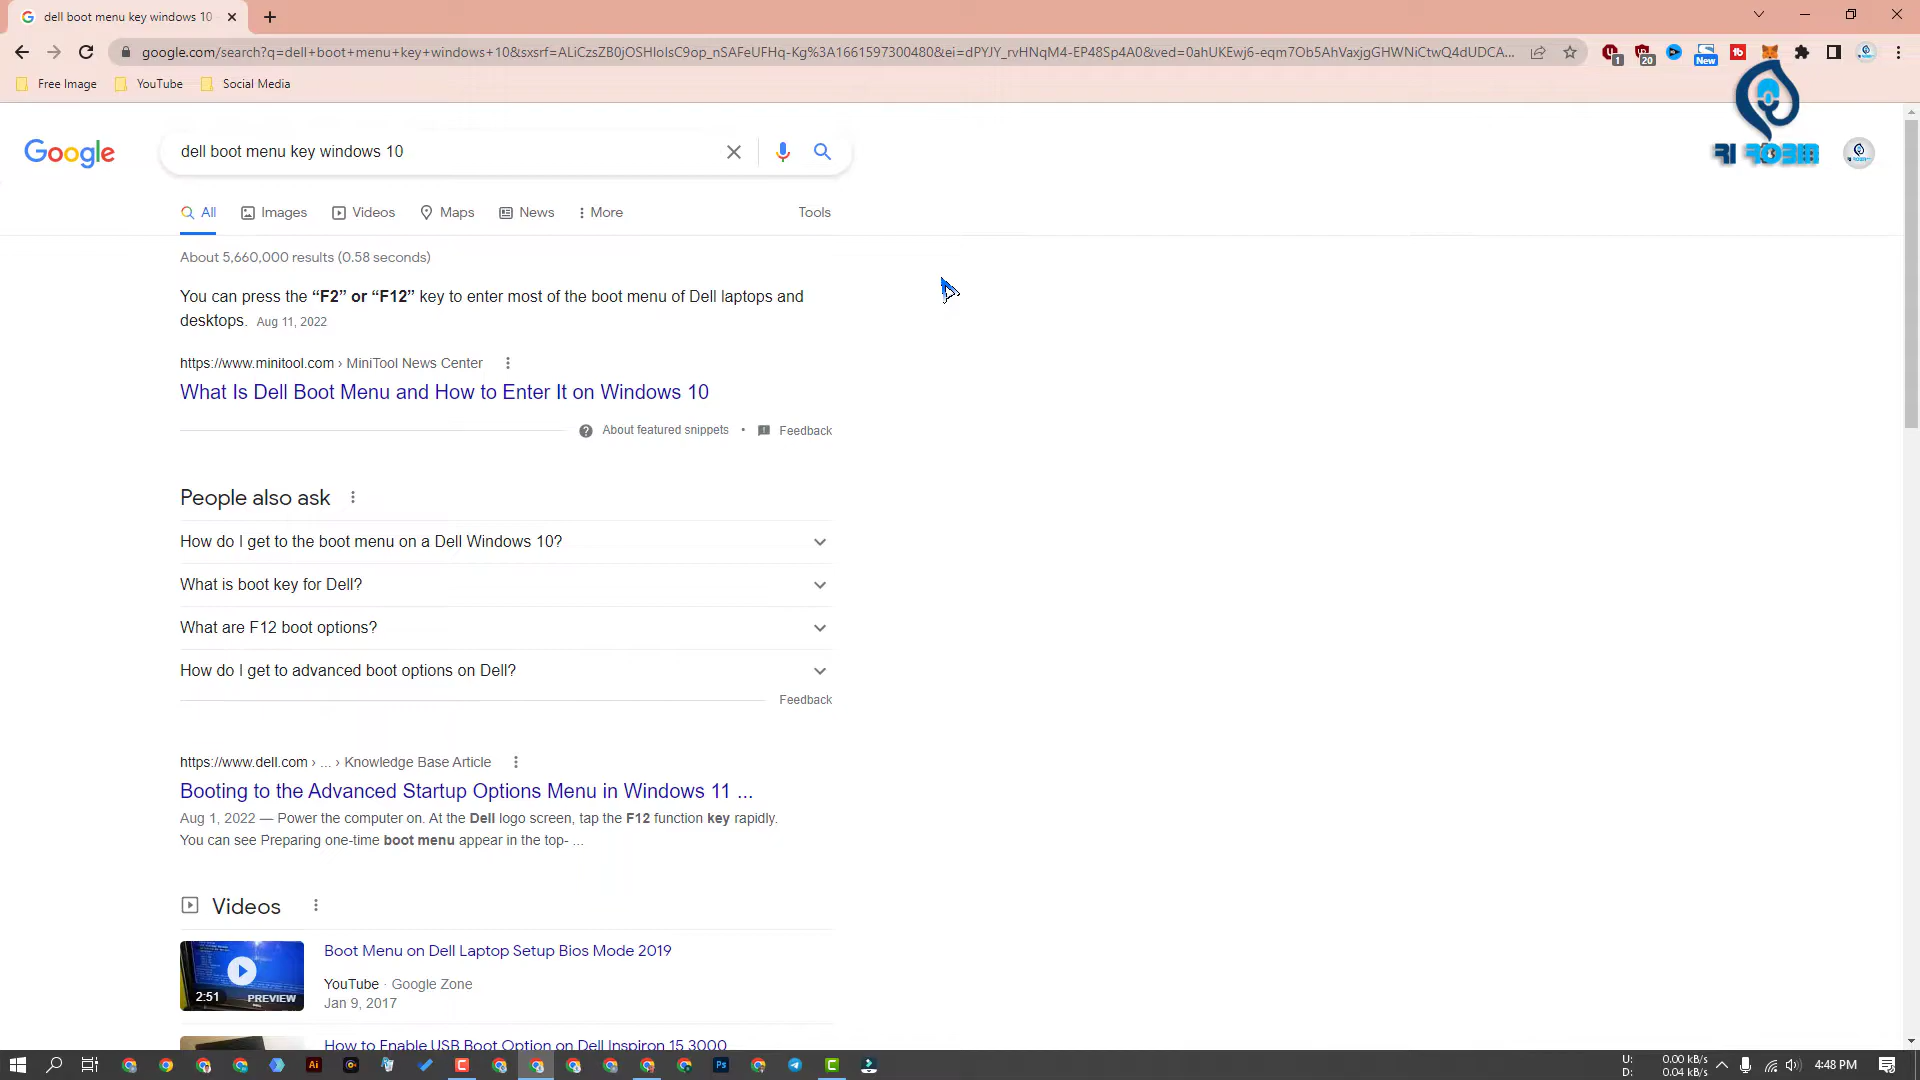 dell boot menu key windows 10
google.com/search?q=dell+boot+menu+key+windows+10&sxsrf=ALiCzsZB0jOSHIoIsC9op_nSAFeUFHq-Kg%3A1661597300480&ei=dPYJY_rvHNqM4-EP48Sp4A0&ved=0ahUKEwj6-eqm7Ob5AhVaxjgGHWNiCtwQ4dUDCA...
1 20 New
Free Image YouTube Social Media
RI ROBIN
Google dell boot menu key windows 10
All Images Videos Maps News More Tools
About 5,660,000 results (0.58 seconds)
You can press the “F2” or “F12” key to enter most of the boot menu of Dell laptops and
desktops. Aug 11, 2022
https://www.minitool.com › MiniTool News Center
What Is Dell Boot Menu and How to Enter It on Windows 10
About featured snippets • Feedback
People also ask
How do I get to the boot menu on a Dell Windows 10?
What is boot key for Dell?
What are F12 boot options?
How do I get to advanced boot options on Dell?
Feedback
https://www.dell.com › ... › Knowledge Base Article
Booting to the Advanced Startup Options Menu in Windows 11 ...
Aug 1, 2022 — Power the computer on. At the Dell logo screen, tap the F12 function key rapidly.
You can see Preparing one-time boot menu appear in the top- ...
Videos
Boot Menu on Dell Laptop Setup Bios Mode 2019
YouTube · Google Zone
Jan 9, 2017
2:51 PREVIEW
How to Enable USB Boot Option on Dell Inspiron 15 3000
U: 0.00 kB/s
D: 0.04 kB/s
4:48 PM